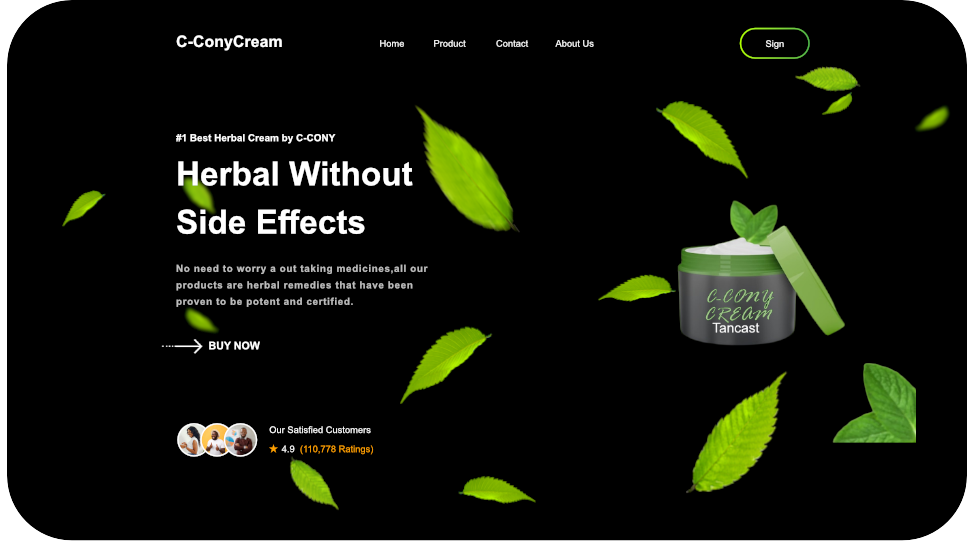 C-ConyCream
Home Product Contact About Us
Sign
#1 Best Herbal Cream by C-CONY
Herbal Without
Side Effects
No need to worry a out taking medicines,all our
products are herbal remedies that have been
proven to be potent and certified.
BUY NOW
C-CONY
CREAM
Tancast
Our Satisfied Customers
★ 4.9 (110,778 Ratings)